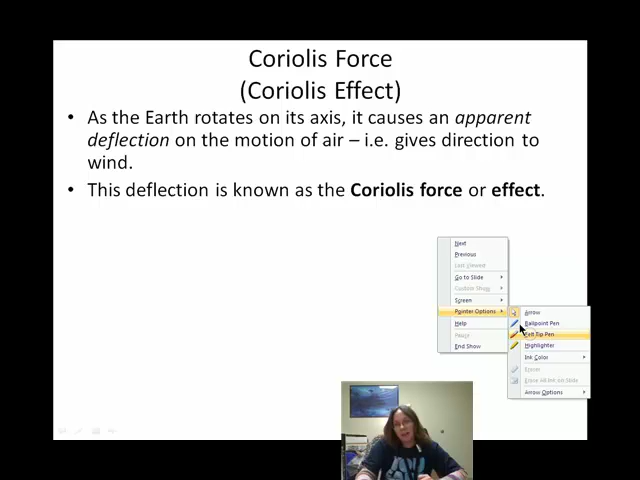 Coriolis Force
(Coriolis Effect)
• As the Earth rotates on its axis, it causes an apparent
deflection on the motion of air – i.e. gives direction to
wind.
• This deflection is known as the Coriolis force or effect.
Next
Previous
Last Viewed
Go to Slide
Custom Show
Screen
Pointer Options
Help
Pause
End Show
Arrow
Ballpoint Pen
Felt Tip Pen
Highlighter
Ink Color
Eraser
Erase All Ink on Slide
Arrow Options